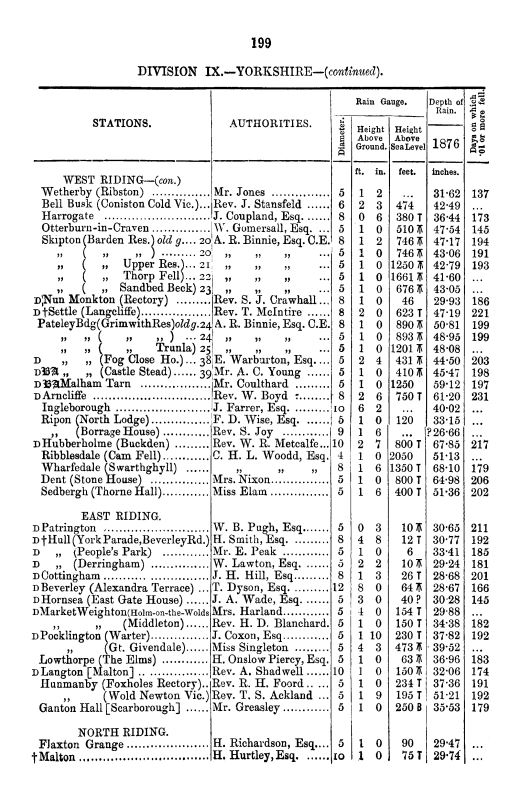 199
DIVISION IX.—YORKSHIRE—(continued).
STATIONS. AUTHORITIES. Diameter. Rain Gauge. Height Above Ground. Height Above Sea Level Depth of Rain. 1876 Days on which ·01 or more fell.
ft. in. feet. inches.
WEST RIDING—(con.)
Wetherby (Ribston) ............... Mr. Jones ............... 5 1 2 ... 31·62 137
Bell Busk (Coniston Cold Vic.)... Rev. J. Stansfeld ...... 6 2 3 474 42·49 ...
Harrogate ........................ J. Coupland, Esq. ...... 8 0 6 380 T 36·44 173
Otterburn-in-Craven ............... W. Gomersall, Esq. ... 5 1 0 510 145 47·54
Skipton (Barden Res.) old g.... 20 A. R. Binnie, Esq. C.E. 8 1 2 746 47·17 194
„ ( „ „ ) ......... 20 „ „ „ ... 5 1 0 746 43·06 191
„ ( „ Upper Res.)... 21 „ „ „ ... 5 1 0 1250 42·79 193
„ ( „ Thorp Fell)... 22 „ „ „ ... 5 1 0 1661 41·60 ...
„ ( „ Sandbed Beck) 23 „ „ „ ... 5 1 0 676 43·05 ...
D Nun Monkton (Rectory) ......... Rev. S. J. Crawhall... 8 1 0 46 29·93 186
D † Settle (Langcliffe) ............ Rev. T. McIntire ...... 8 2 0 623 T 47·19 221
Pateley Bdg (Grimwith Res) old g. 24 A. R. Binnie, Esq. C.E. 8 1 0 890 50·81 199
„ „ ( „ „ ) ... 24 „ „ „ ... 5 1 0 893 48·95 199
„ „ ( „ Trunla) 25 „ „ „ ... 5 1 0 1201 48·08 ...
D „ „ (Fog Close Ho.)... 38 E. Warburton, Esq.... 5 2 4 431 44·50 203
D „ „ (Castle Stead)...... 39 Mr. A. C. Young ...... 5 1 0 410 45·47 198
D Malham Tarn ............... Mr. Coulthard ......... 5 1 0 1250 59·12 197
D Arncliffe ..................... Rev. W. Boyd ......... 8 2 6 750 T 61·20 231
Ingleborough .................. J. Farrer, Esq. ......... 10 6 2 ... 40·02 ...
Ripon (North Lodge)............ F. D. Wise, Esq. ...... 5 1 0 120 33·15 ...
„ (Borrage House) ......... Rev. S. Joy ............ 9 1 6 ... ?26·66 ...
D Hubberholme (Buckden) ...... Rev. W. R. Metcalfe... 10 2 7 800 T 67·85 217
Ribblesdale (Cam Fell)......... C. H. L. Woodd, Esq. 4 1 0 2050 51·13 ...
Wharfedale (Swarthghyll) ...... „ „ „ 8 1 6 1350 T 68·10 179
Dent (Stone House) ............ Mrs. Nixon............... 5 1 0 800 T 64·98 206
Sedbergh (Thorne Hall)......... Miss Elam ............... 5 1 6 400 T 51·36 202
EAST RIDING.
D Patrington ..................... W. B. Pugh, Esq....... 5 0 3 10 30·65 211
D † Hull (York Parade, Beverley Rd.) H. Smith, Esq. ......... 8 4 8 12 T 30·77 192
D „ (People's Park) ............ Mr. E. Peak ............ 5 1 0 6 33·41 185
D „ (Derringham) ............... W. Lawton, Esq. ...... 5 2 2 10 29·24 181
D Cottingham ..................... J. H. Hill, Esq......... 8 1 3 26 T 28·68 201
D Beverley (Alexandra Terrace) ... T. Dyson, Esq. ......... 12 8 0 64 28·67 166
D Hornsea (East Gate House) ...... J. A. Wade, Esq. ...... 5 3 0 40? 30·28 145
D Market Weighton (Holm-on-the-Wolds Mrs. Harland............ 5 4 0 154 T 29·88 ...
„ „ (Middleton)...... Rev. H. D. Blanchard. 5 1 0 150 T 34·38 182
D Pocklington (Warter)............ J. Coxon, Esq............ 5 1 10 230 T 37·82 192
„ (Gt. Givendale)...... Miss Singleton ......... 5 4 3 473 39·52 ...
Lowthorpe (The Elms) ............ H. Onslow Piercy, Esq. 5 1 0 63 36·96 183
D Langton [Malton] ............... Rev. A. Shadwell ...... 10 1 0 150 32·06 174
Hunmanby (Foxholes Rectory).. Rev. R. H. Foord ...... 5 1 0 234 T 37·36 191
„ (Wold Newton Vic.) Rev. T. S. Ackland ... 5 1 9 195 T 51·21 192
Ganton Hall [Scarborough] ...... Mr. Greasley ............ 5 1 0 250 B 35·53 179
NORTH RIDING.
Flaxton Grange .................. H. Richardson, Esq.... 5 1 0 90 29·47 ...
† Malton ........................... H. Hurtley, Esq. ...... 10 1 0 75 T 29·74 ...